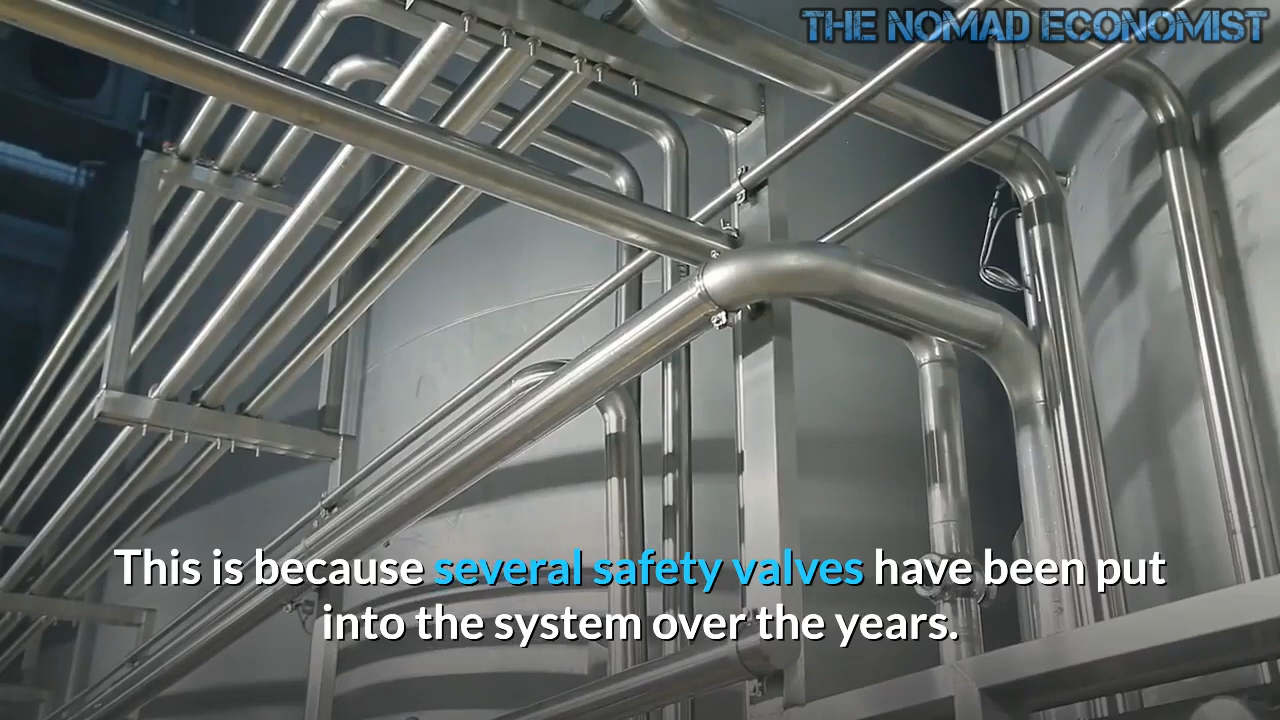 THE NOMAD ECONOMIST
This is because several safety valves have been put
into the system over the years.